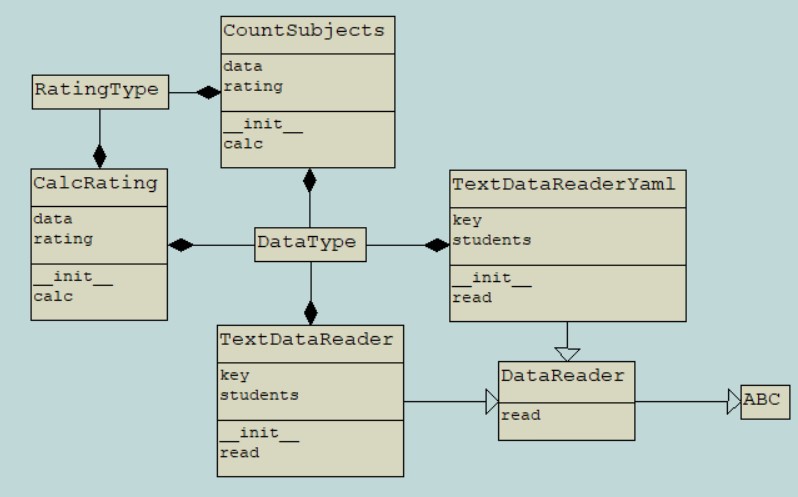 CountSubjects
data
rating
__init__
calc
RatingType
CalcRating
data
rating
__init__
calc
DataType
TextDataReaderYaml
key
students
__init__
read
TextDataReader
key
students
__init__
read
DataReader
read
ABC